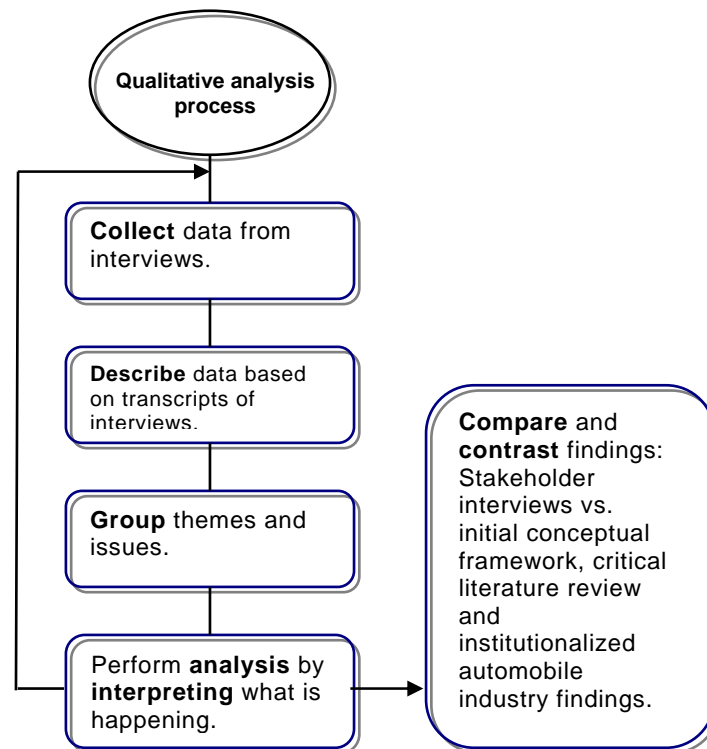 Qualitative analysis
process
Collect data from
interviews.
Describe data based
on transcripts of
interviews.
Group themes and
issues.
Perform analysis by
interpreting what is
happening.
Compare and
contrast findings:
Stakeholder
interviews vs.
initial conceptual
framework, critical
literature review
and
institutionalized
automobile
industry findings.